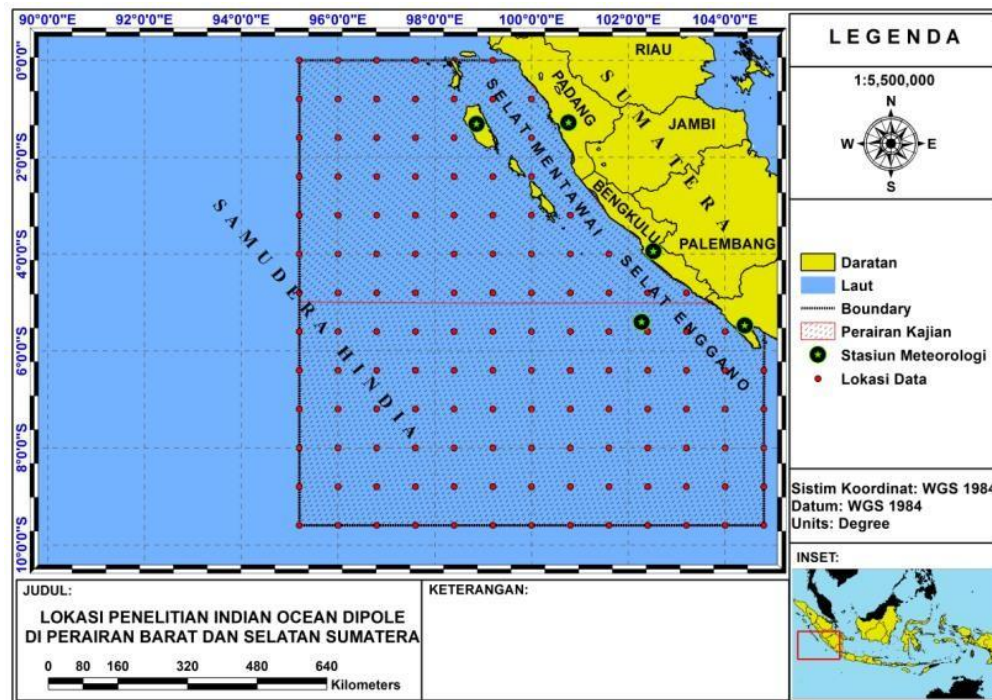 90°0'0" 92°0'0"E 94°0'0"E 96°0'0"E 98°0'0"E 100°0'0"E 102°0'0"E 104°0'0"E
0°0'0"
2°0'0"S
4°0'0"S
6°0'0"S
8°0'0"S
10°0'0"S
RIAU
SUMATERA
PADANG
JAMBI
SELAT MENTAWAI
BENGKULU
PALEMBANG
SELAT ENGGANO
SAMUDERA HINDIA
LEGENDA
1:5,500,000
N
W E
S
Daratan
Laut
Boundary
Perairan Kajian
Stasiun Meteorologi
Lokasi Data
Sistim Koordinat: WGS 1984
Datum: WGS 1984
Units: Degree
INSET:
JUDUL:
LOKASI PENELITIAN INDIAN OCEAN DIPOLE
DI PERAIRAN BARAT DAN SELATAN SUMATERA
0 80 160 320 480 640
Kilometers
KETERANGAN: